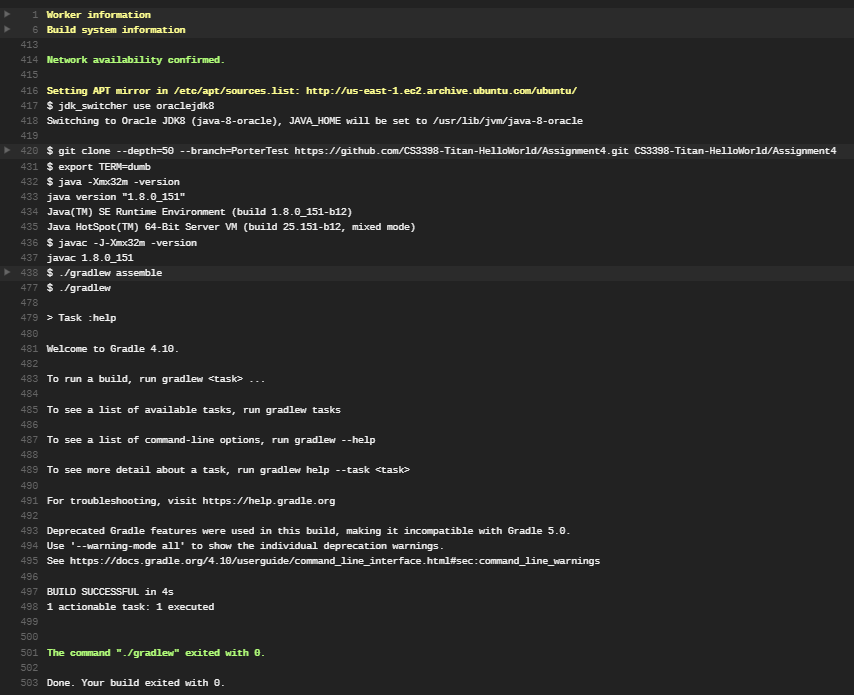 1 Worker information
6 Build system information
413
414 Network availability confirmed.
415
416 Setting APT mirror in /etc/apt/sources.list: http://us-east-1.ec2.archive.ubuntu.com/ubuntu/
417 $ jdk_switcher use oraclejdk8
418 Switching to Oracle JDK8 (java-8-oracle), JAVA_HOME will be set to /usr/lib/jvm/java-8-oracle
419
420 $ git clone --depth=50 --branch=PorterTest https://github.com/CS3398-Titan-HelloWorld/Assignment4.git CS3398-Titan-HelloWorld/Assignment4
431 $ export TERM=dumb
432 $ java -Xmx32m -version
433 java version "1.8.0_151"
434 Java(TM) SE Runtime Environment (build 1.8.0_151-b12)
435 Java HotSpot(TM) 64-Bit Server VM (build 25.151-b12, mixed mode)
436 $ javac -J-Xmx32m -version
437 javac 1.8.0_151
438 $ ./gradlew assemble
477 $ ./gradlew
478
479 > Task :help
480
481 Welcome to Gradle 4.10.
482
483 To run a build, run gradlew <task> ...
484
485 To see a list of available tasks, run gradlew tasks
486
487 To see a list of command-line options, run gradlew --help
488
489 To see more detail about a task, run gradlew help --task <task>
490
491 For troubleshooting, visit https://help.gradle.org
492
493 Deprecated Gradle features were used in this build, making it incompatible with Gradle 5.0.
494 Use '--warning-mode all' to show the individual deprecation warnings.
495 See https://docs.gradle.org/4.10/userguide/command_line_interface.html#sec:command_line_warnings
496
497 BUILD SUCCESSFUL in 4s
498 1 actionable task: 1 executed
499
500
501 The command "./gradlew" exited with 0.
502
503 Done. Your build exited with 0.